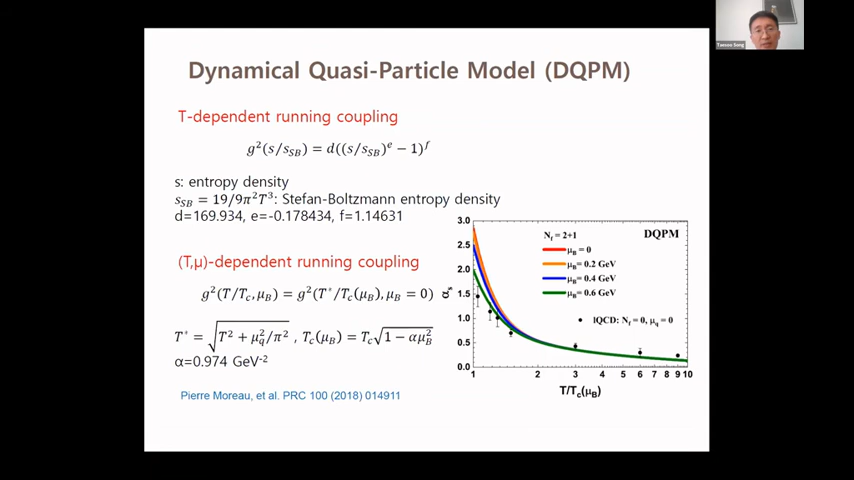 Taesoo Song
Dynamical Quasi-Particle Model (DQPM)
T-dependent running coupling
g²(s/s_SB) = d((s/s_SB)^e − 1)^f
s: entropy density
s_SB = 19/9π²T³: Stefan-Boltzmann entropy density
d=169.934, e=-0.178434, f=1.14631
(T,μ)-dependent running coupling
g²(T/T_c, μ_B) = g²(T*/T_c(μ_B), μ_B = 0)
T* = √(T² + μ_q²/π²) , T_c(μ_B) = T_c√(1 − αμ_B²)
α=0.974 GeV⁻²
Pierre Moreau, et al. PRC 100 (2018) 014911
α_s
3.0
2.5
2.0
1.5
1.0
0.5
0.0
N_f = 2+1
DQPM
μ_B = 0
μ_B = 0.2 GeV
μ_B = 0.4 GeV
μ_B = 0.6 GeV
lQCD: N_f = 0, μ_q = 0
1 2 3 4 5 6 7 8 9 10
T/T_c(μ_B)